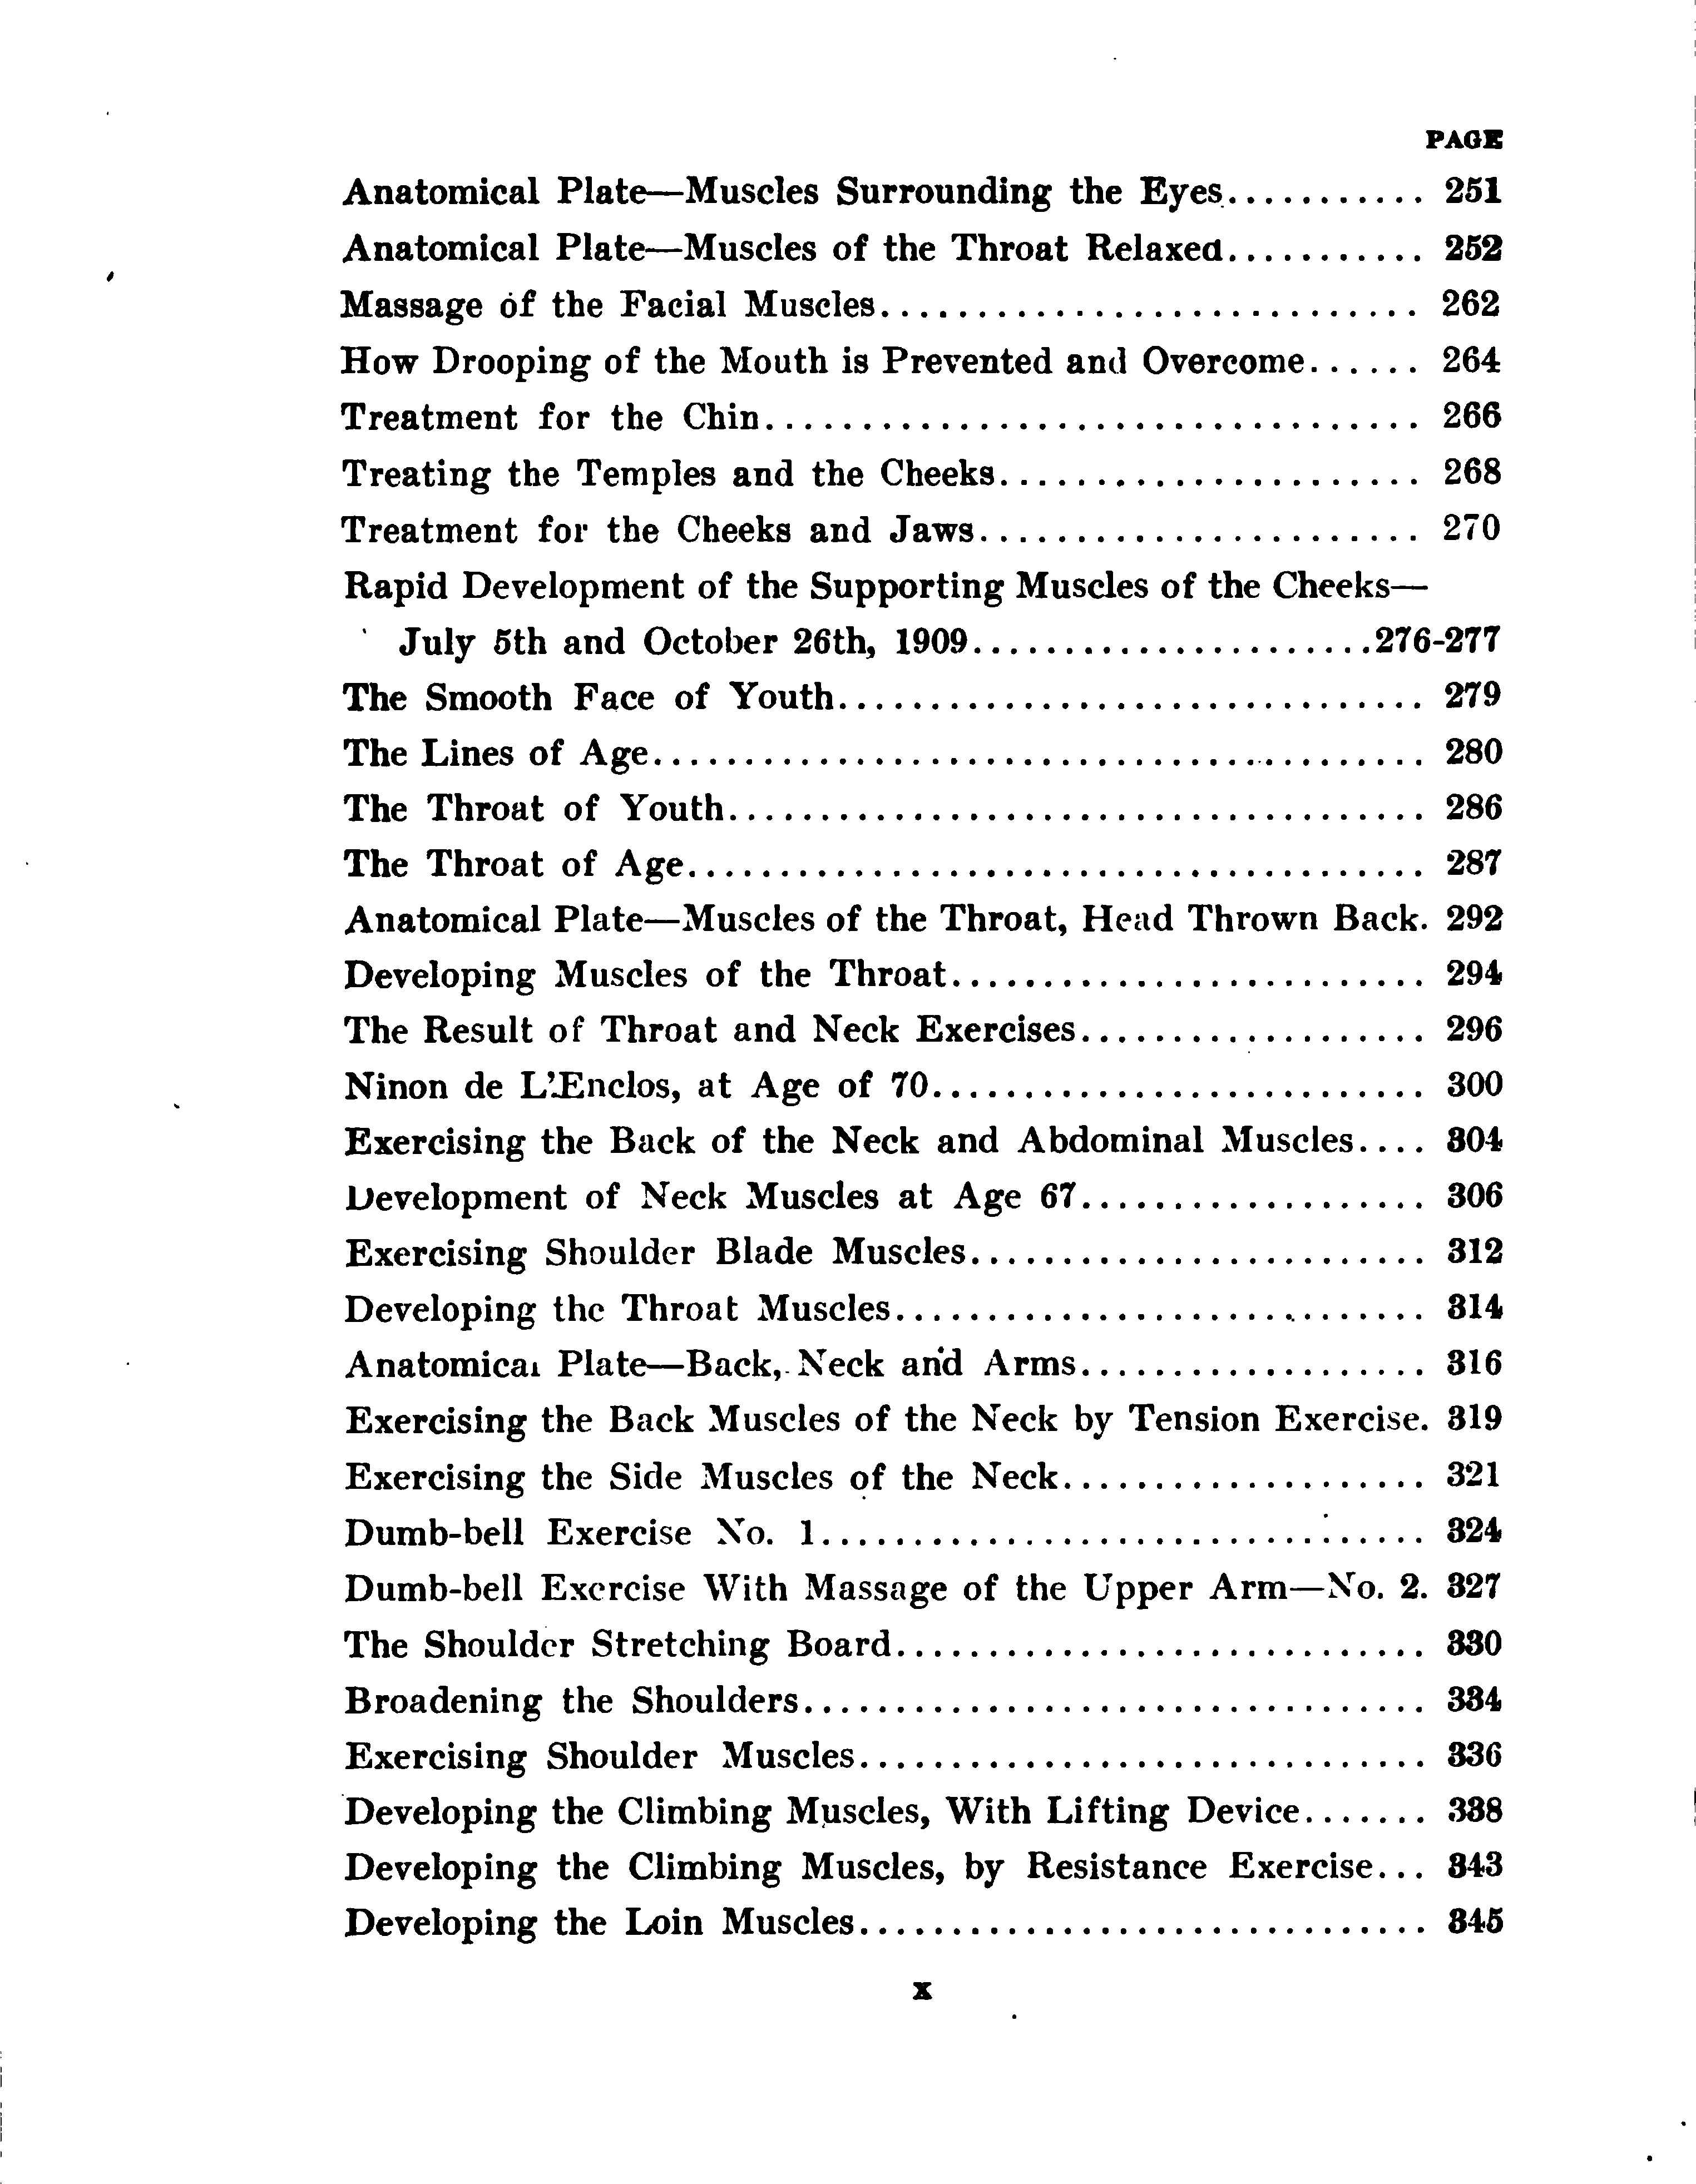 PAGE
Anatomical Plate—Muscles Surrounding the Eyes........... 251
Anatomical Plate—Muscles of the Throat Relaxed........... 252
Massage of the Facial Muscles............................ 262
How Drooping of the Mouth is Prevented and Overcome...... 264
Treatment for the Chin.................................. 266
Treating the Temples and the Cheeks...................... 268
Treatment for the Cheeks and Jaws....................... 270
Rapid Development of the Supporting Muscles of the Cheeks—
July 5th and October 26th, 1909......................276-277
The Smooth Face of Youth................................ 279
The Lines of Age.......................................... 280
The Throat of Youth...................................... 286
The Throat of Age........................................ 287
Anatomical Plate—Muscles of the Throat, Head Thrown Back. 292
Developing Muscles of the Throat.......................... 294
The Result of Throat and Neck Exercises................... 296
Ninon de L'Enclos, at Age of 70........................... 300
Exercising the Back of the Neck and Abdominal Muscles.... 304
Development of Neck Muscles at Age 67................... 306
Exercising Shoulder Blade Muscles......................... 312
Developing the Throat Muscles............................. 314
Anatomical Plate—Back, Neck and Arms................... 316
Exercising the Back Muscles of the Neck by Tension Exercise. 319
Exercising the Side Muscles of the Neck.................... 321
Dumb-bell Exercise No. 1................................. 324
Dumb-bell Exercise With Massage of the Upper Arm—No. 2. 327
The Shoulder Stretching Board............................. 330
Broadening the Shoulders.................................. 334
Exercising Shoulder Muscles............................... 336
Developing the Climbing Muscles, With Lifting Device....... 338
Developing the Climbing Muscles, by Resistance Exercise... 343
Developing the Loin Muscles............................... 345
x